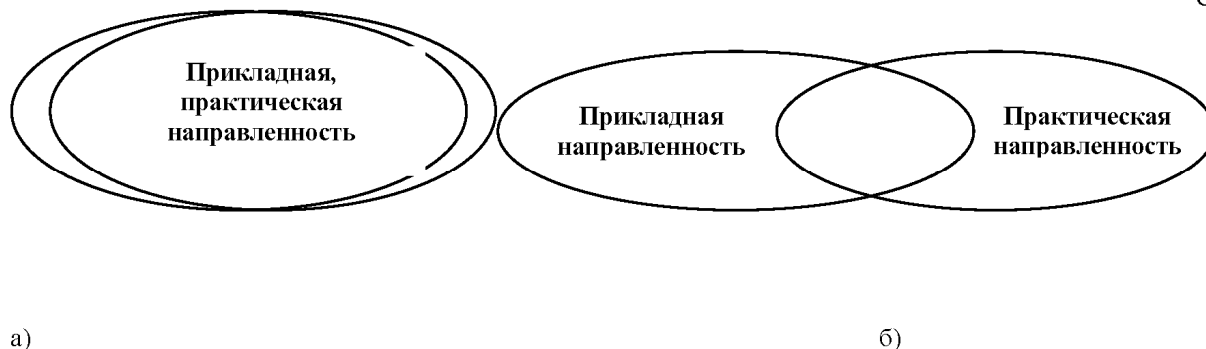 Прикладная,
практическая
направленность
Прикладная
направленность
Практическая
направленность
а)
б)